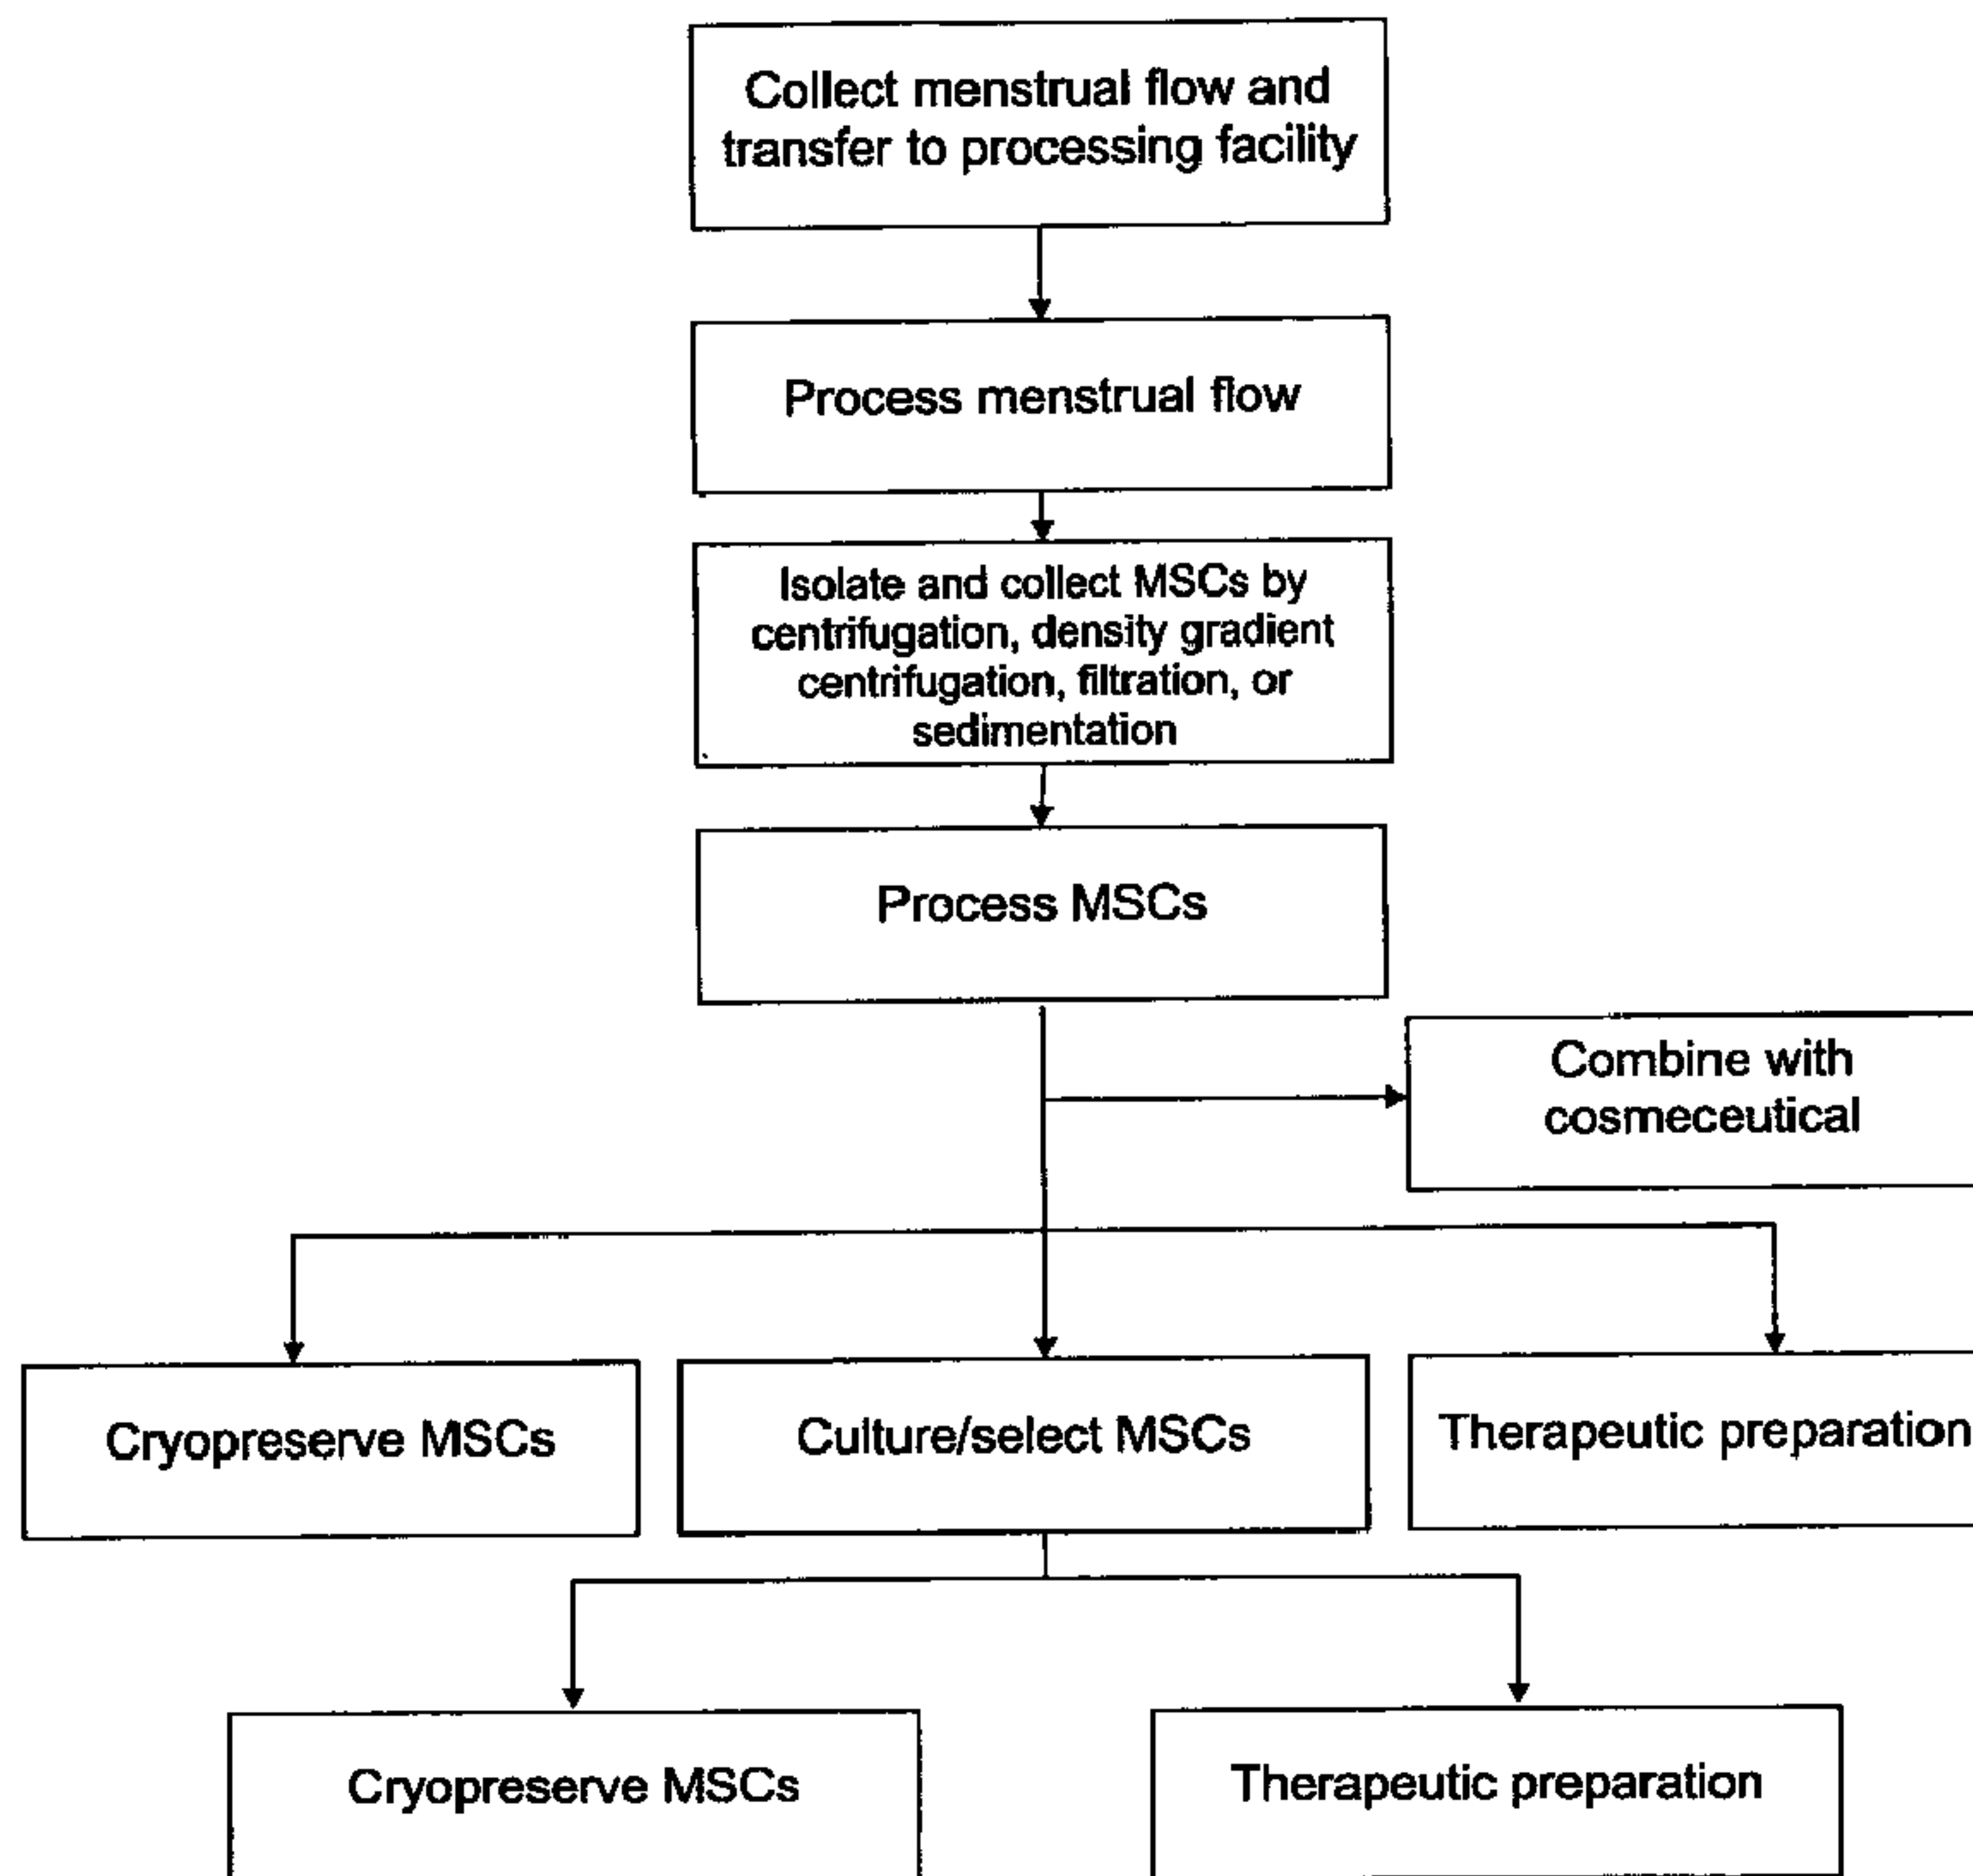 Collect menstrual flow and
transfer to processing facility
Process menstrual flow
Isolate and collect MSCs by
centrifugation, density gradient
centrifugation, filtration, or
sedimentation
Process MSCs
Combine with
cosmeceutical
Cryopreserve MSCs
Culture/select MSCs
Therapeutic preparation
Cryopreserve MSCs
Therapeutic preparation